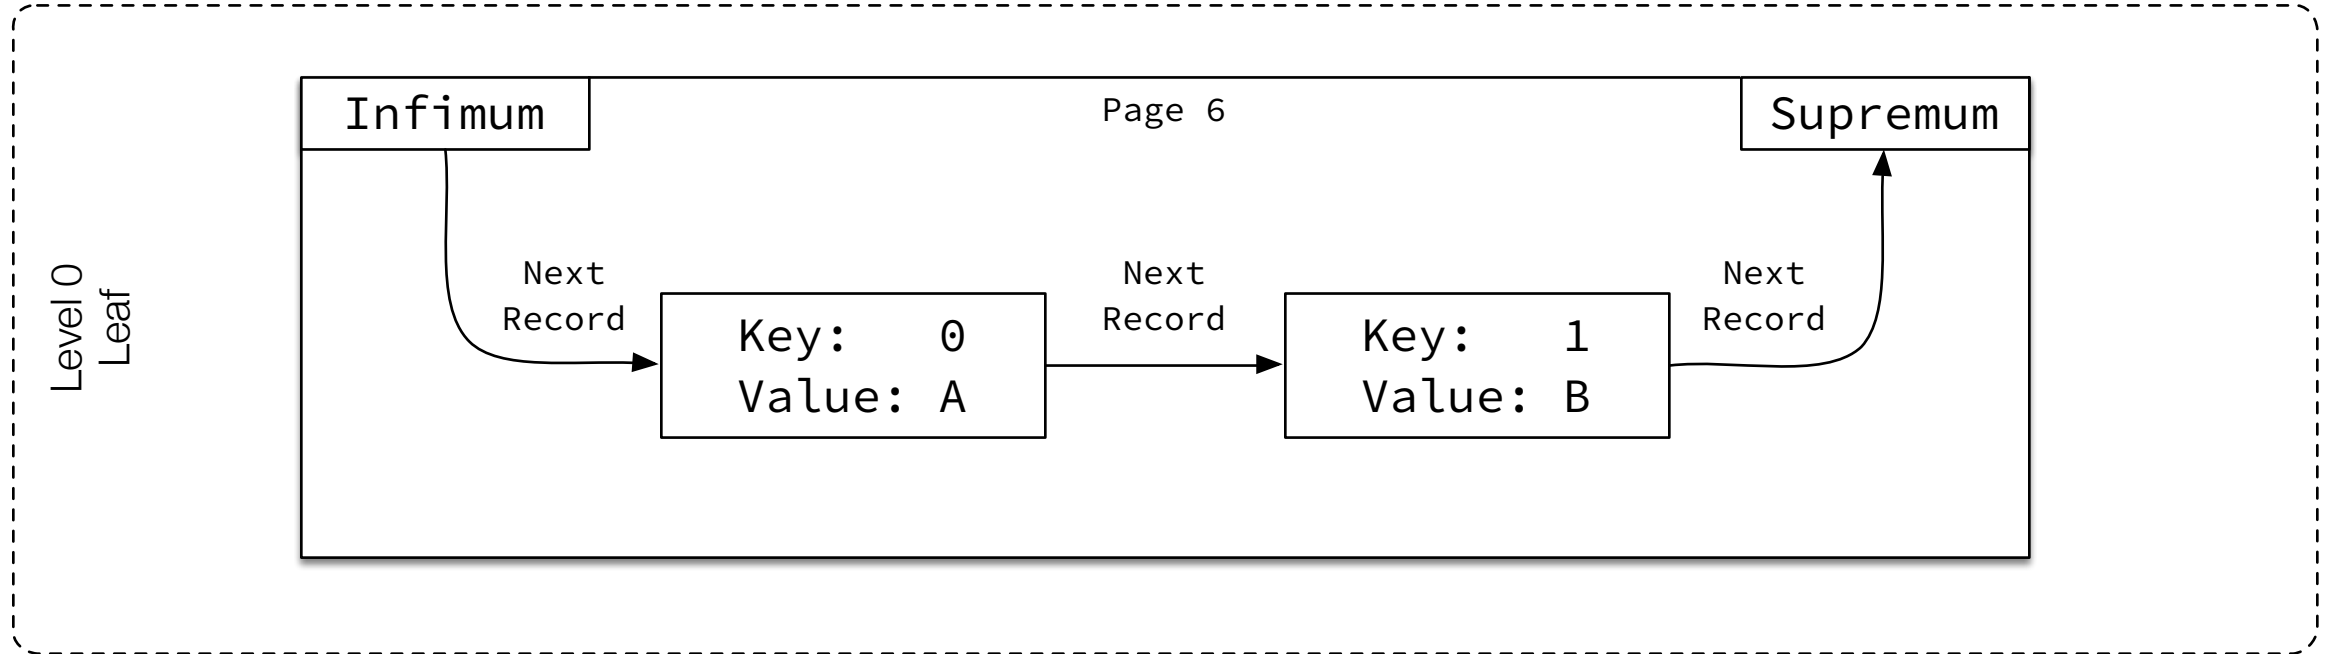 Level 0
Leaf
Infimum
Page 6
Supremum
Next
Record
Key: 0
Value: A
Next
Record
Key: 1
Value: B
Next
Record